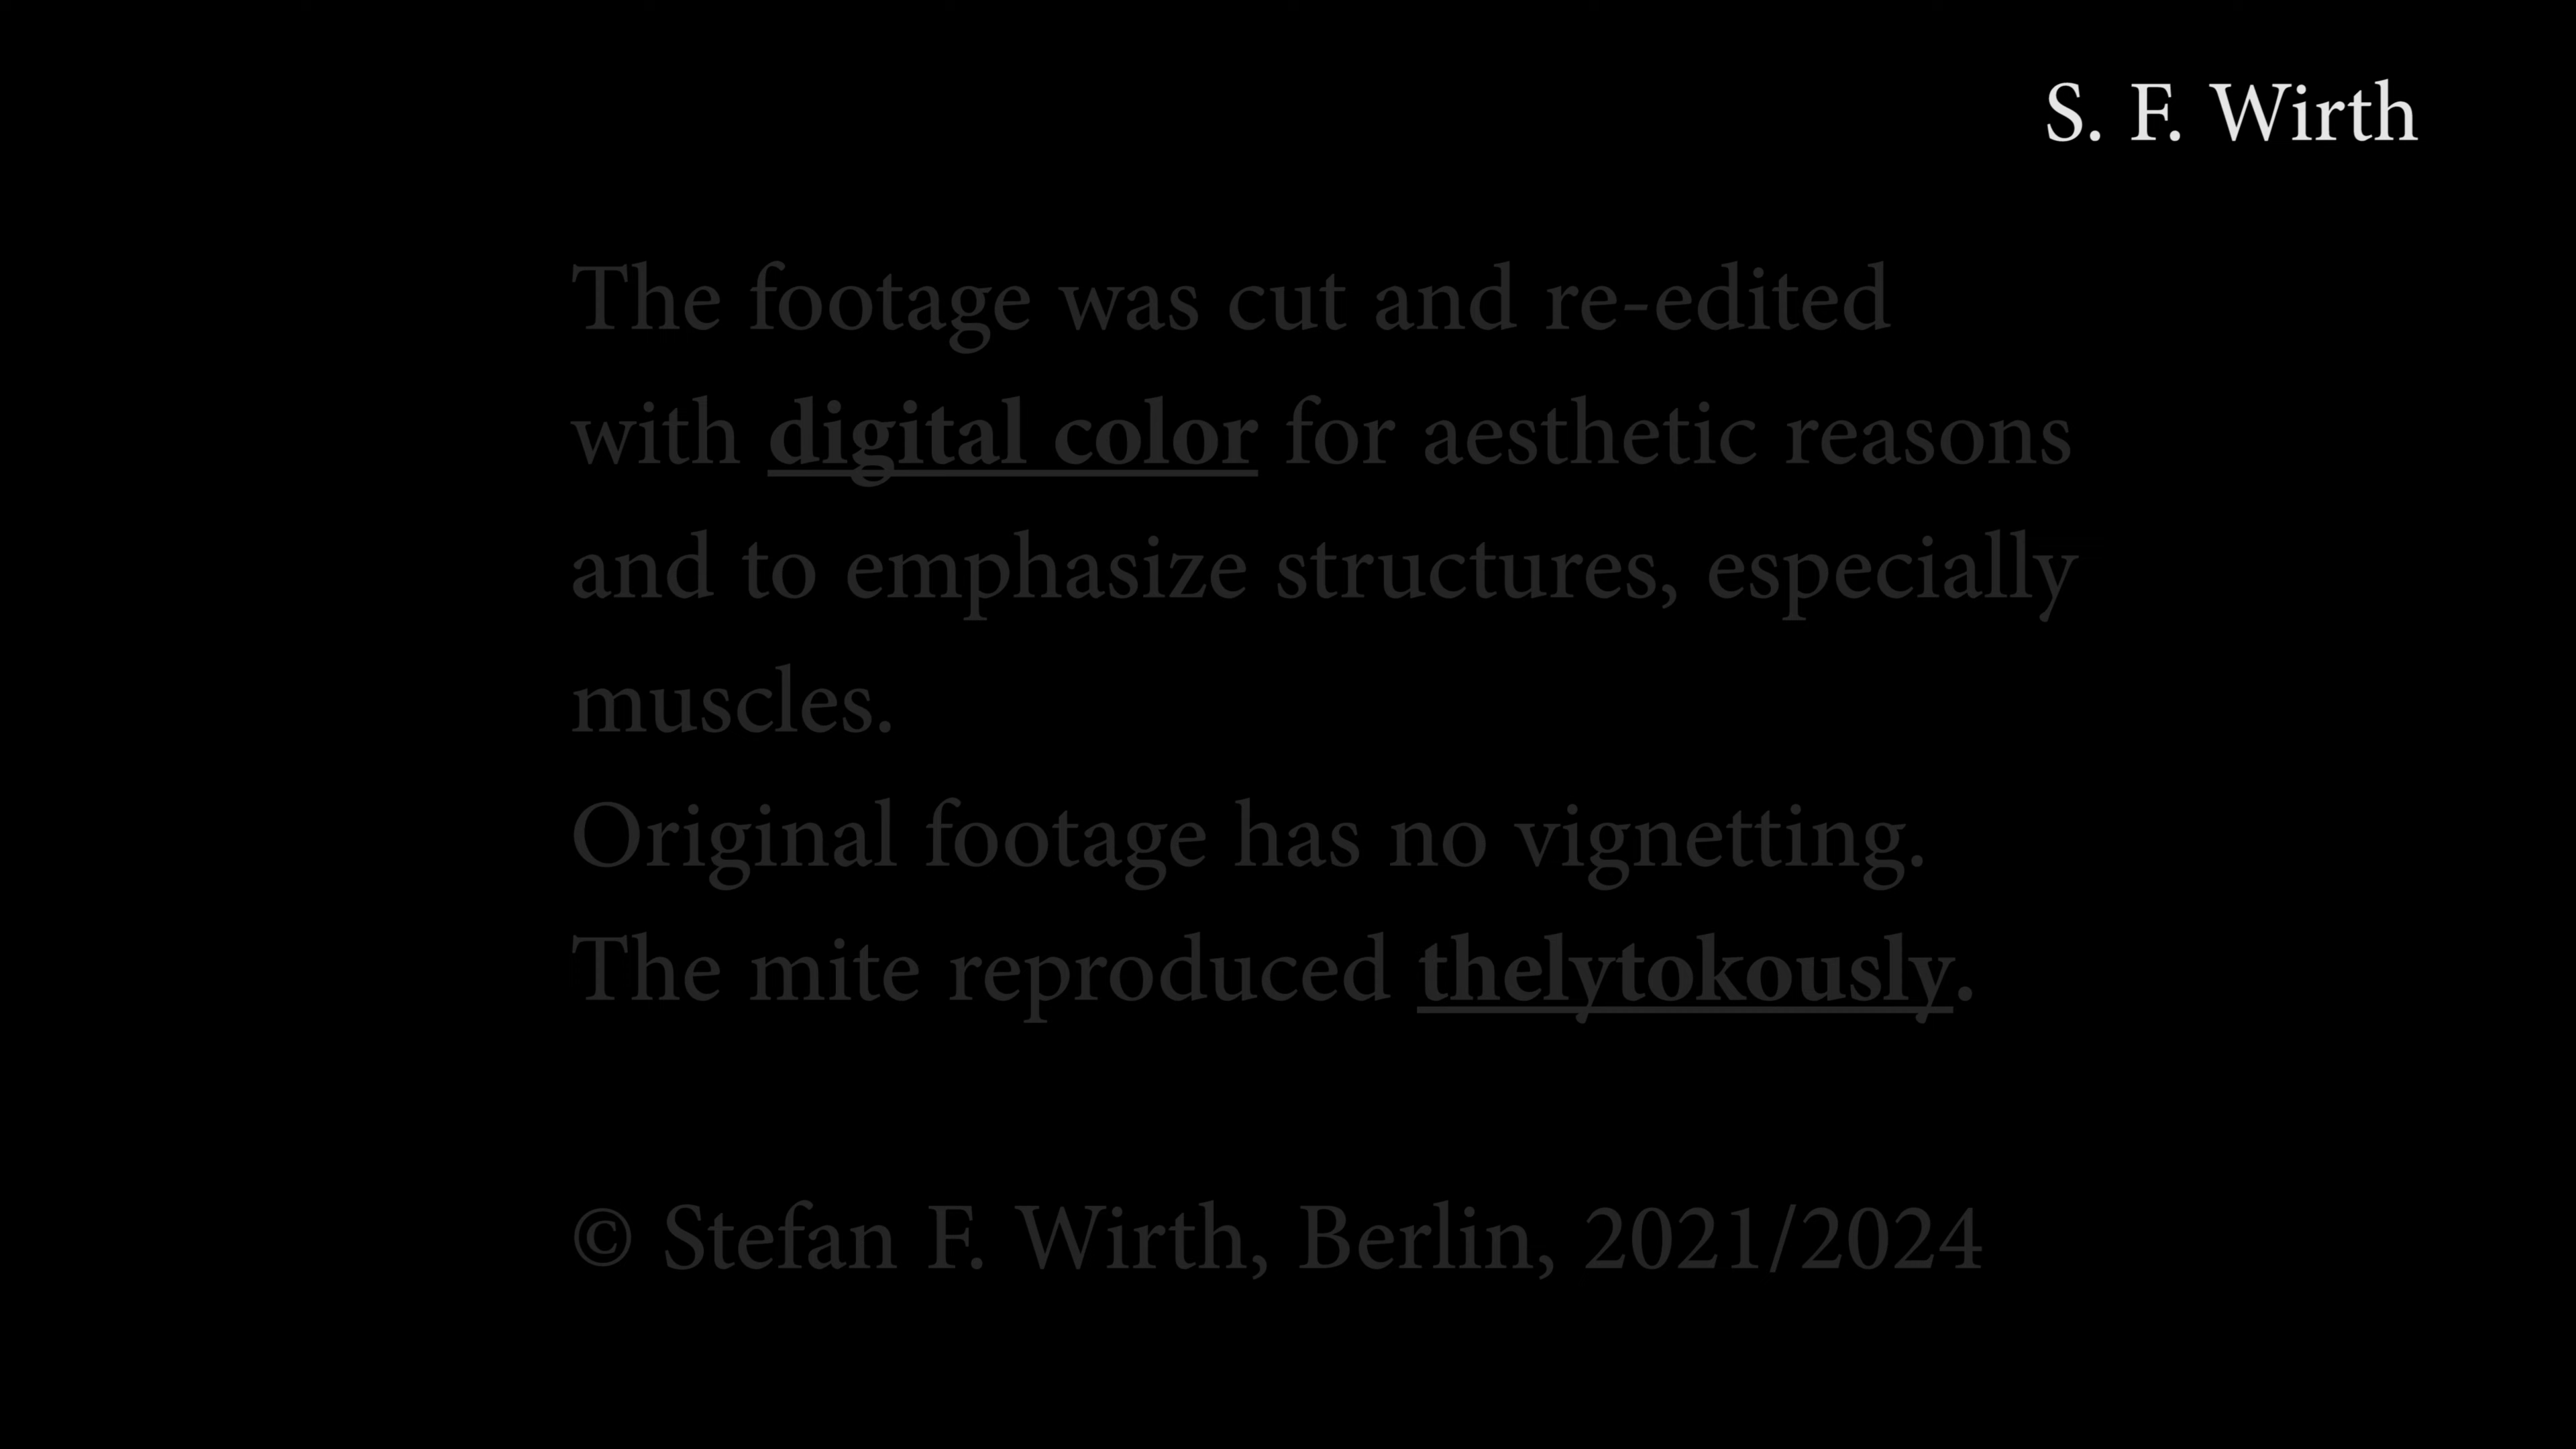 S. F. Wirth
The footage was cut and re-edited
with digital color for aesthetic reasons
and to emphasize structures, especially
muscles.
Original footage has no vignetting.
The mite reproduced thelytokously.
© Stefan F. Wirth, Berlin, 2021/2024